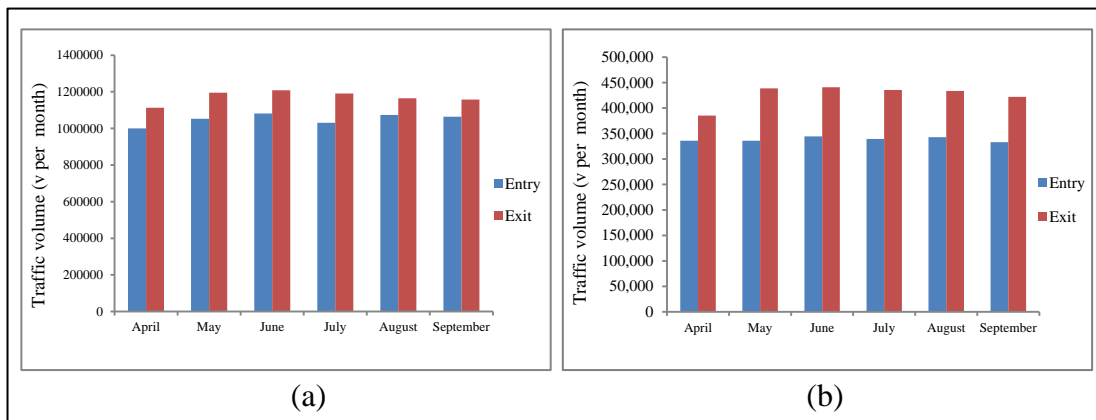 Traffic volume (v per month)
1400000
1200000
1000000
800000
600000
400000
200000
0
April May June July August September
Entry
Exit
(a)
Traffic volume (v per month)
500,000
450,000
400,000
350,000
300,000
250,000
200,000
150,000
100,000
50,000
0
April May June July August September
Entry
Exit
(b)